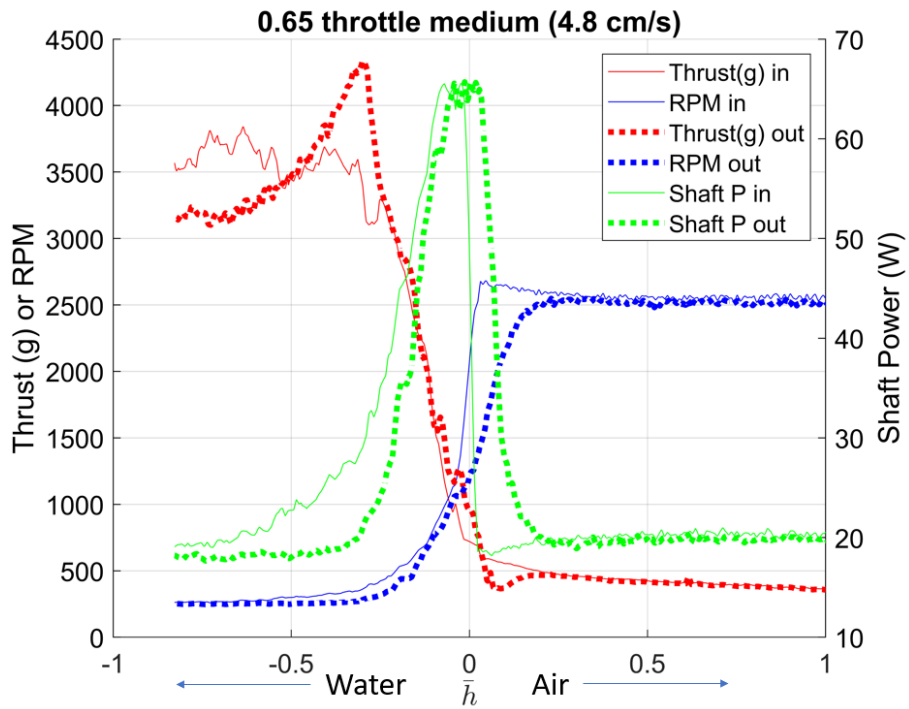 0.65 throttle medium (4.8 cm/s)
4500
4000
3500
3000
2500
2000
1500
1000
500
0
Thrust (g) or RPM
70
60
50
40
30
20
10
Shaft Power (W)
Thrust(g) in
RPM in
Thrust(g) out
RPM out
Shaft P in
Shaft P out
-1 -0.5 0 0.5 1
Water h̄ Air